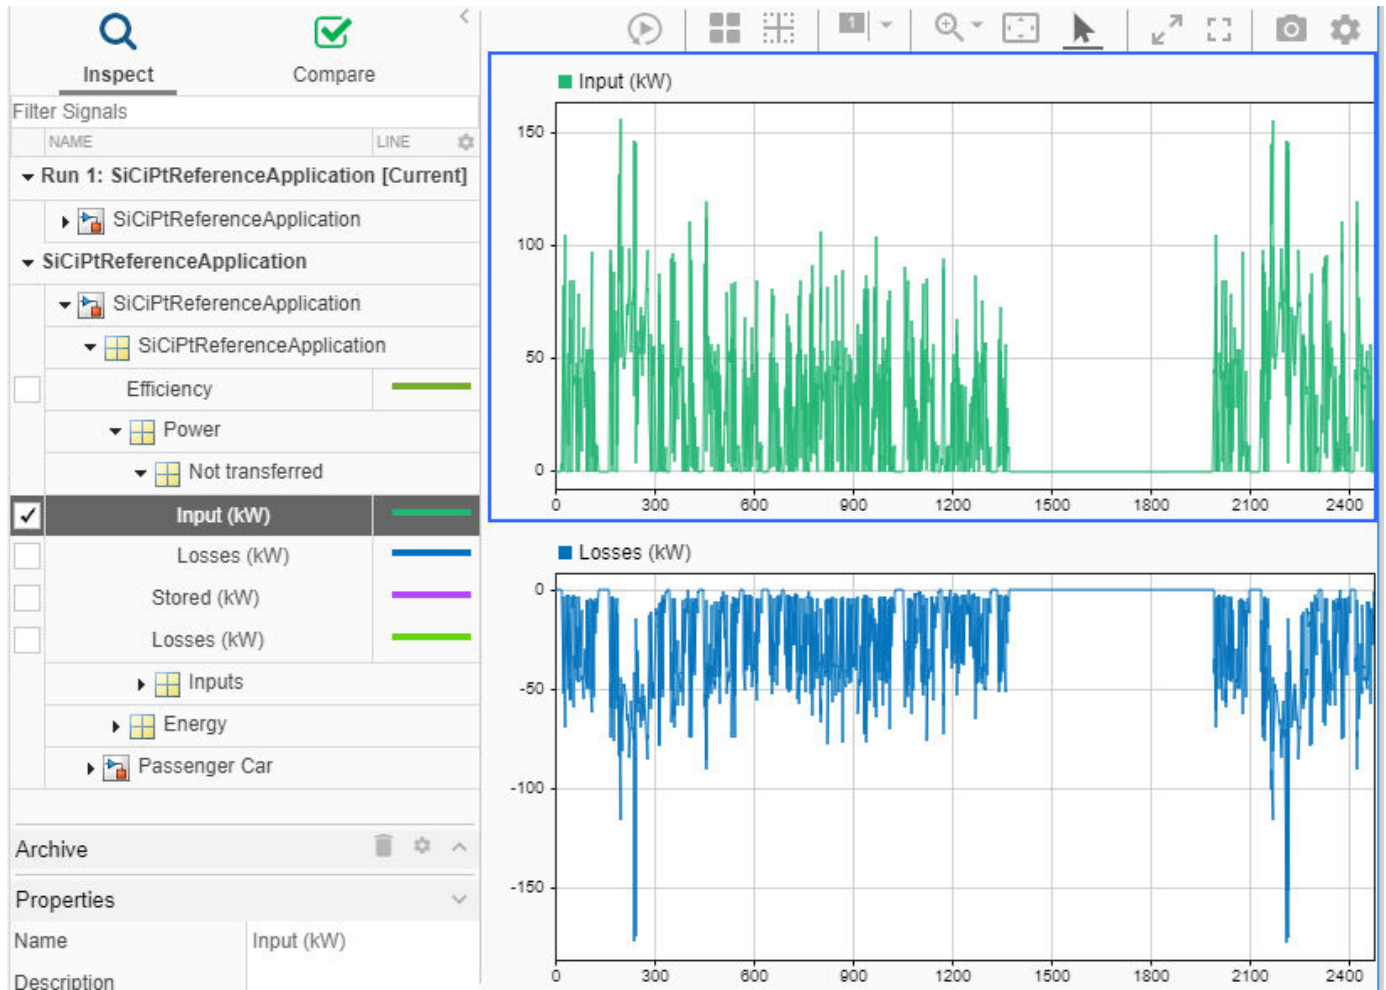 Inspect
Compare
Filter Signals
NAME
LINE
Run 1: SiCiPtReferenceApplication [Current]
SiCiPtReferenceApplication
SiCiPtReferenceApplication
SiCiPtReferenceApplication
SiCiPtReferenceApplication
Efficiency
Power
Not transferred
Input (kW)
Losses (kW)
Stored (kW)
Losses (kW)
Inputs
Energy
Passenger Car
Archive
Properties
Name Input (kW)
Description
1
Input (kW)
150
100
50
0
0 300 600 900 1200 1500 1800 2100 2400
Losses (kW)
0
-50
-100
-150
0 300 600 900 1200 1500 1800 2100 2400